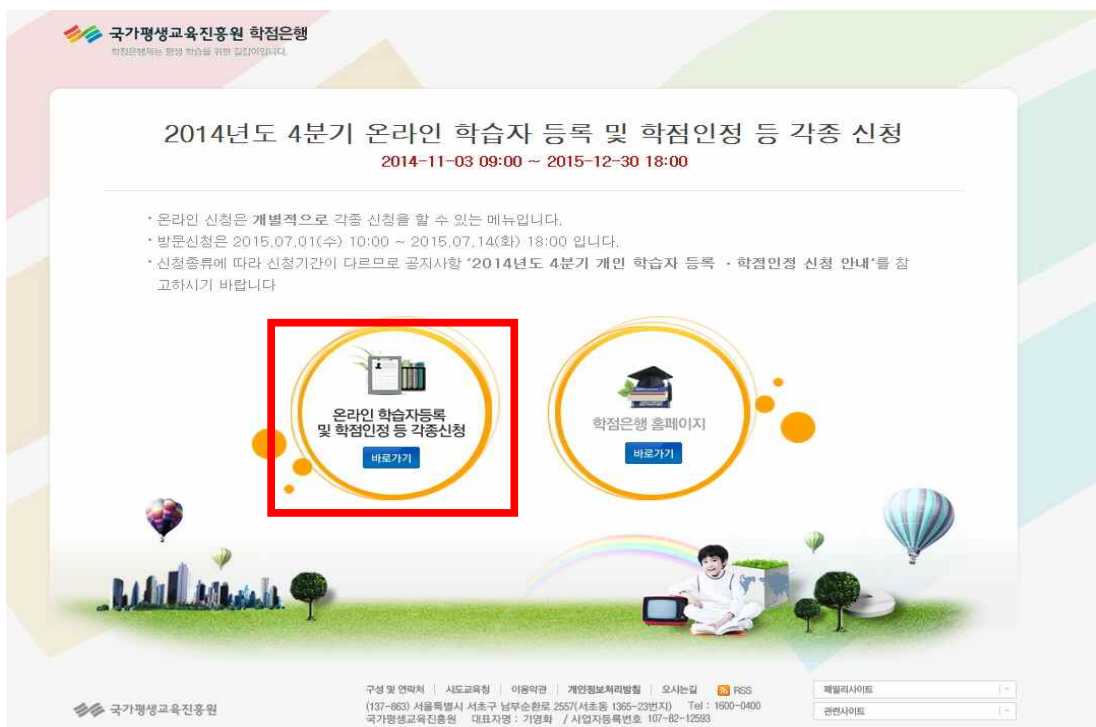 국가평생교육진흥원 학점은행
학점은행제는 평생 학습을 위한 길잡이입니다.
2014년도 4분기 온라인 학습자 등록 및 학점인정 등 각종 신청
2014-11-03 09:00 ~ 2015-12-30 18:00
· 온라인 신청은 개별적으로 각종 신청을 할 수 있는 메뉴입니다.
· 방문신청은 2015.07.01(수) 10:00 ~ 2015.07.14(화) 18:00 입니다.
· 신청종류에 따라 신청기간이 다르므로 공지사항 '2014년도 4분기 개인 학습자 등록 · 학점인정 신청 안내'를 참
고하시기 바랍니다
온라인 학습자등록
및 학점인정 등 각종신청
바로가기
학점은행 홈페이지
바로가기
구성 및 연락처 | 시도교육청 | 이용약관 | 개인정보처리방침 | 오시는길 RSS
(137-863) 서울특별시 서초구 남부순환로 2557(서초동 1365-23번지) Tel : 1600-0400
국가평생교육진흥원 대표자명 : 기영화 / 사업자등록번호 107-82-12593
국가평생교육진흥원
패밀리사이트
관련사이트